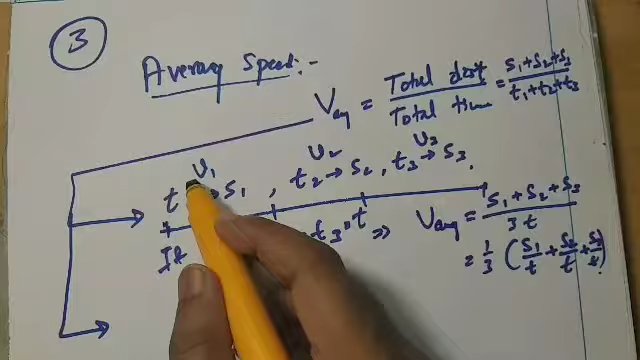 3
Average Speed:-
Vavg = Total dist / Total time = S1+S2+S3 / t1+t2+t3
v1 v2 v3
t → S1, t2 → S2, t3 → S3.
If t3 = t ⇒ Vavg = S1+S2+S3 / 3t
= 1/3 (S1/t + S2/t + S3/t)